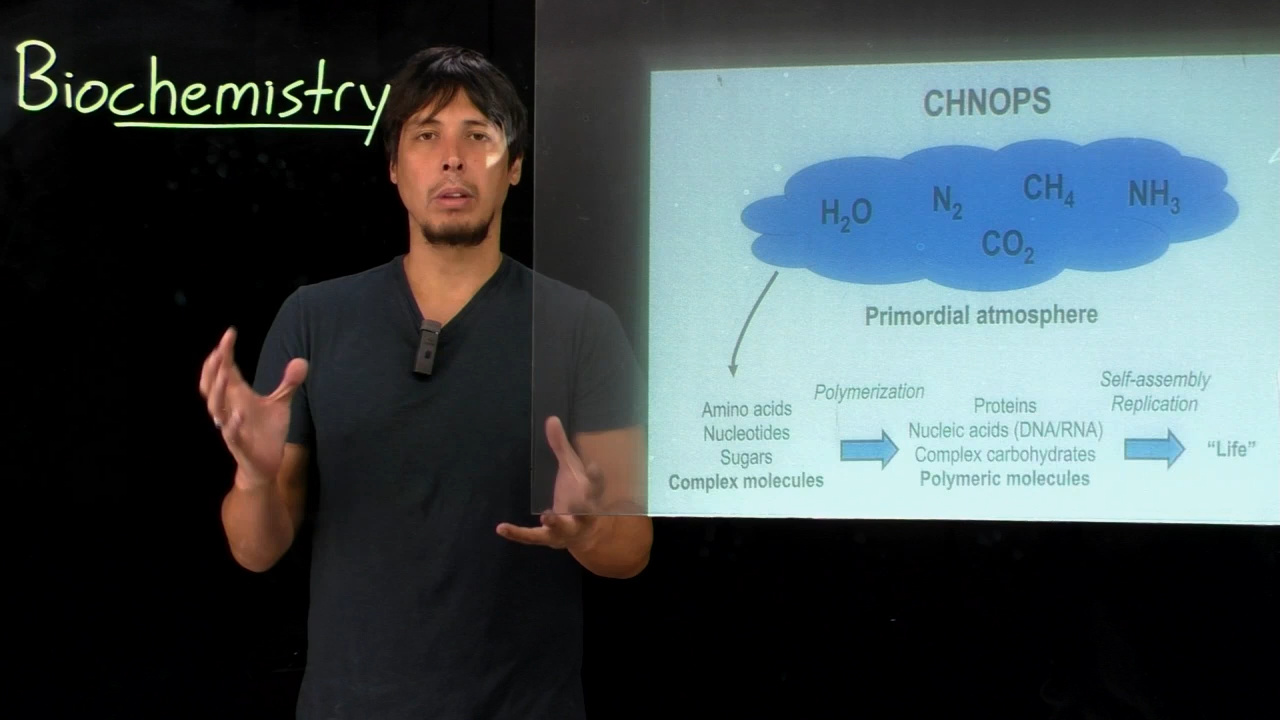 Biochemistry
CHNOPS
H₂O N₂ CH₄ NH₃
CO₂
Primordial atmosphere
Amino acids
Nucleotides
Sugars
Complex molecules
Polymerization
Proteins
Nucleic acids (DNA/RNA)
Complex carbohydrates
Polymeric molecules
Self-assembly
Replication
“Life”